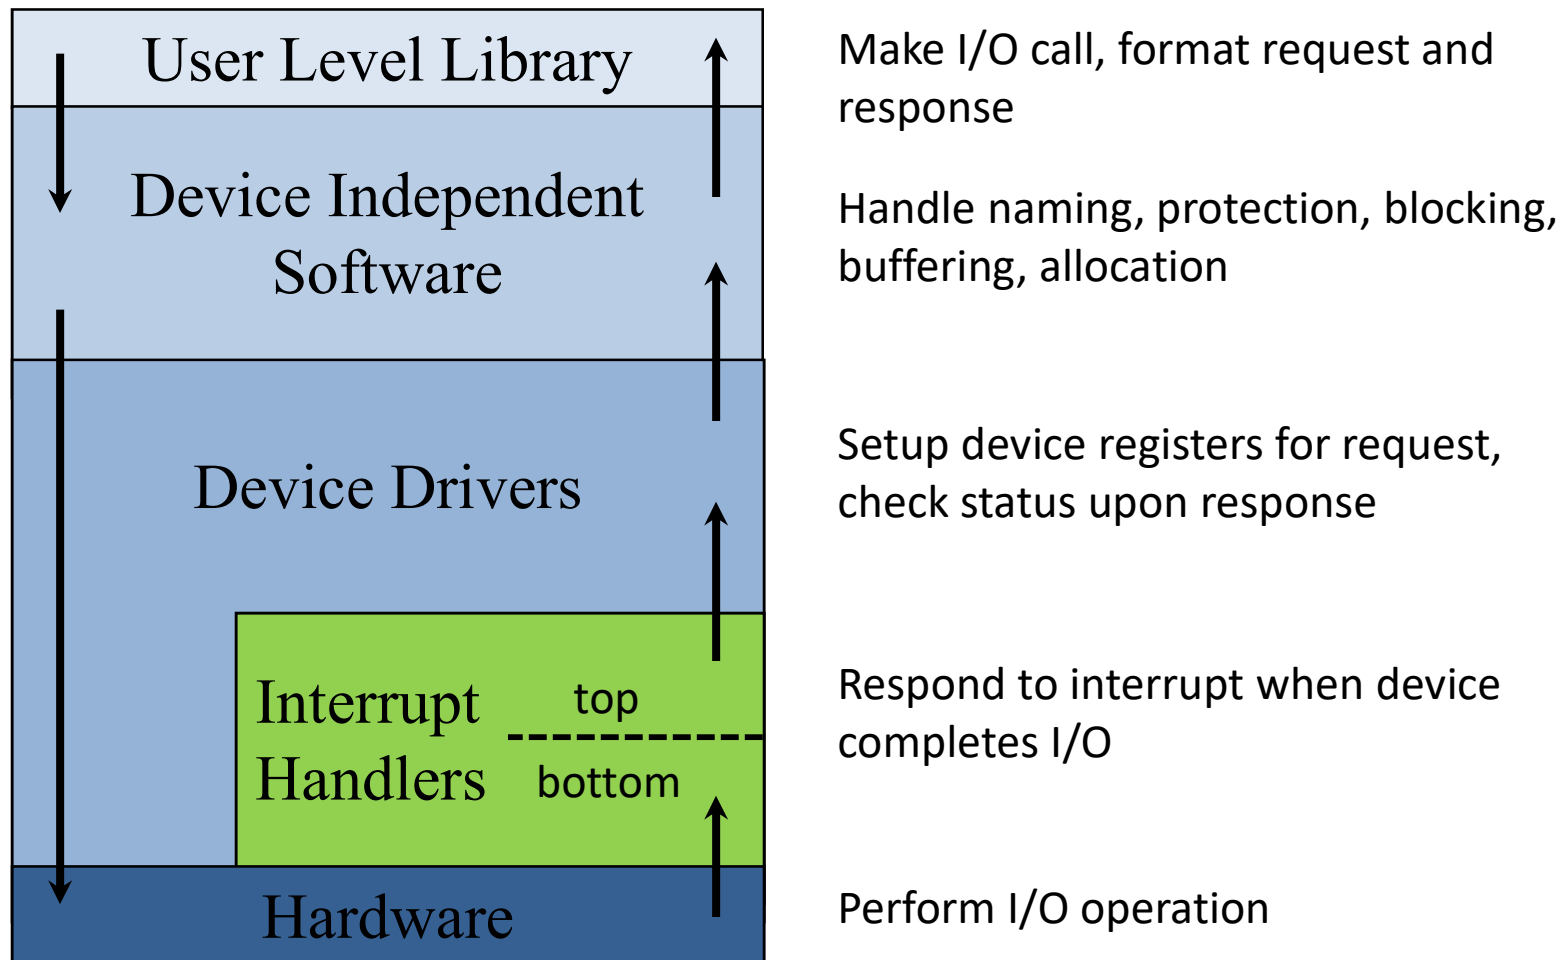 User Level Library
Make I/O call, format request and
response
Device Independent
Software
Handle naming, protection, blocking,
buffering, allocation
Device Drivers
Setup device registers for request,
check status upon response
Interrupt
Handlers
top
bottom
Respond to interrupt when device
completes I/O
Hardware
Perform I/O operation